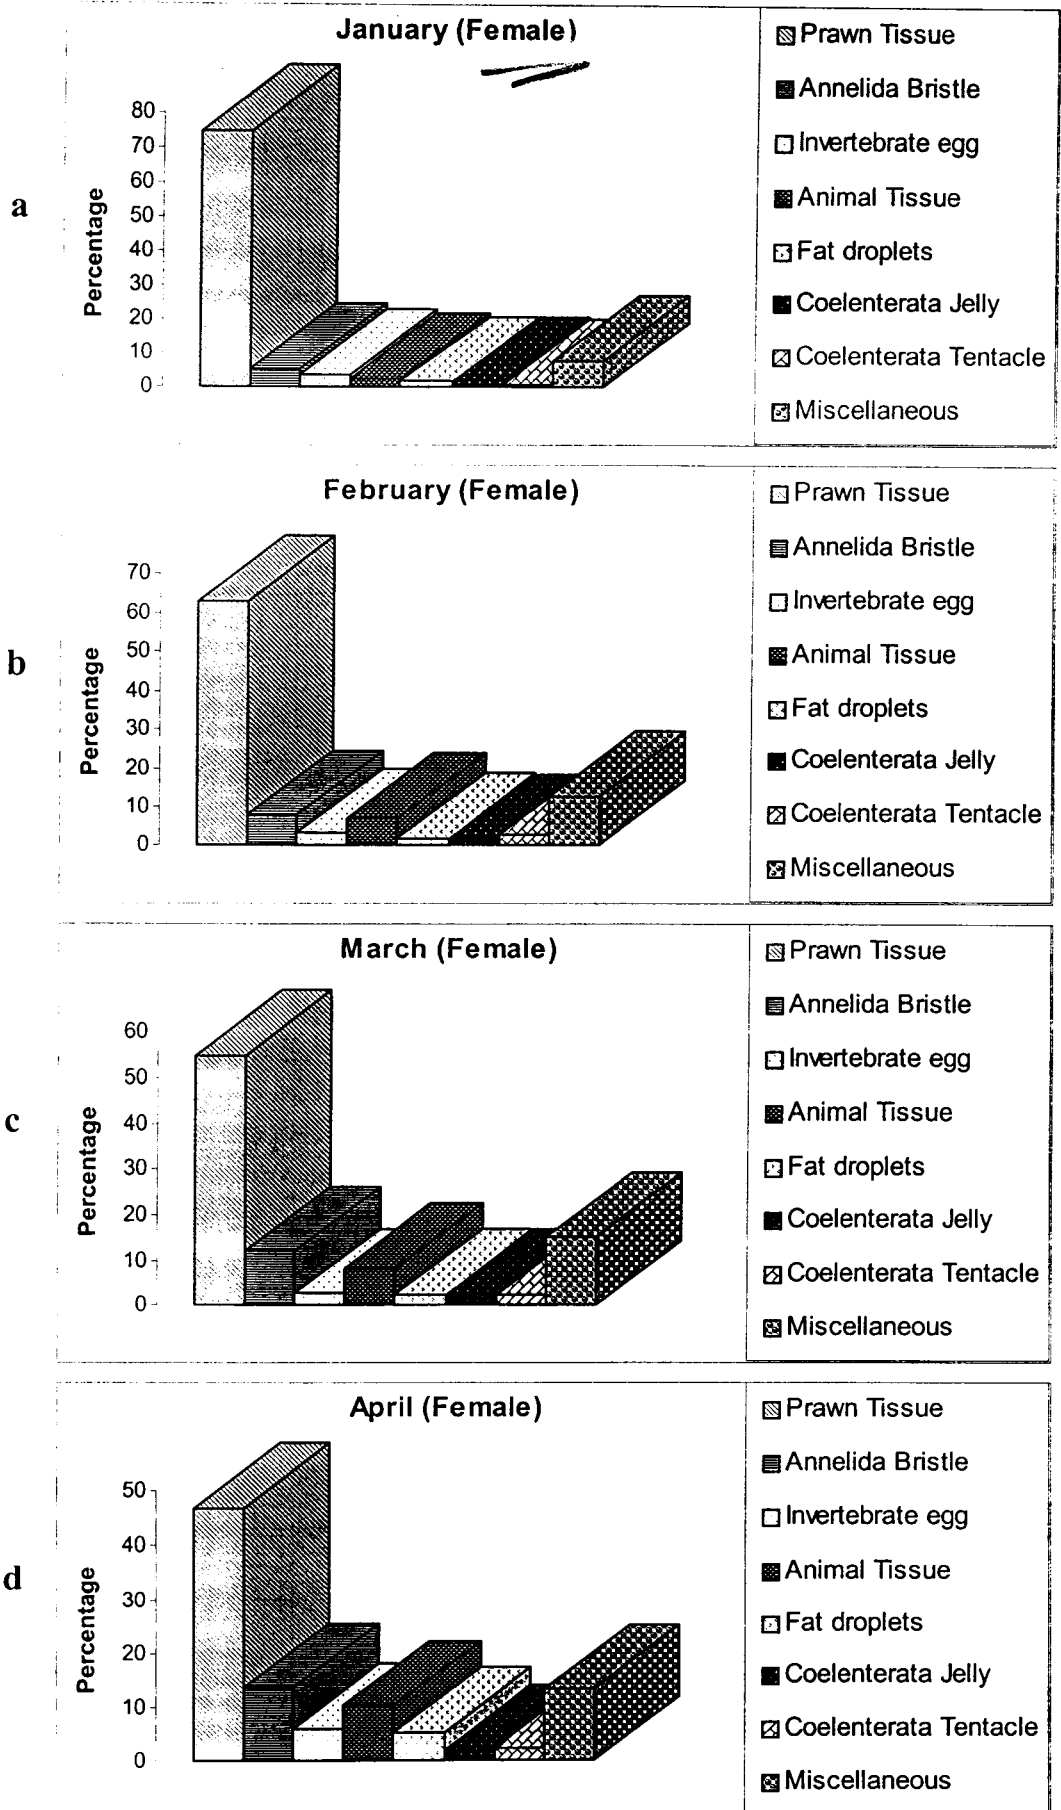 January (Female)
a
Percentage
80
70
60
50
40
30
20
10
0
Prawn Tissue
Annelida Bristle
Invertebrate egg
Animal Tissue
Fat droplets
Coelenterata Jelly
Coelenterata Tentacle
Miscellaneous
February (Female)
b
Percentage
70
60
50
40
30
20
10
0
Prawn Tissue
Annelida Bristle
Invertebrate egg
Animal Tissue
Fat droplets
Coelenterata Jelly
Coelenterata Tentacle
Miscellaneous
March (Female)
c
Percentage
60
50
40
30
20
10
0
Prawn Tissue
Annelida Bristle
Invertebrate egg
Animal Tissue
Fat droplets
Coelenterata Jelly
Coelenterata Tentacle
Miscellaneous
April (Female)
d
Percentage
50
40
30
20
10
0
Prawn Tissue
Annelida Bristle
Invertebrate egg
Animal Tissue
Fat droplets
Coelenterata Jelly
Coelenterata Tentacle
Miscellaneous